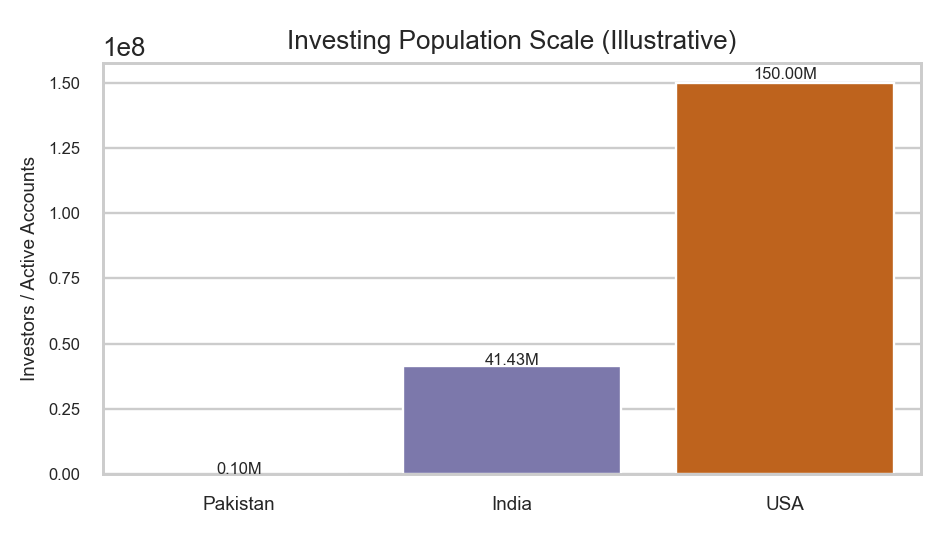 Investing Population Scale (Illustrative)
1e8
Investors / Active Accounts
1.50
1.25
1.00
0.75
0.50
0.25
0.00
150.00M
41.43M
0.10M
Pakistan
India
USA